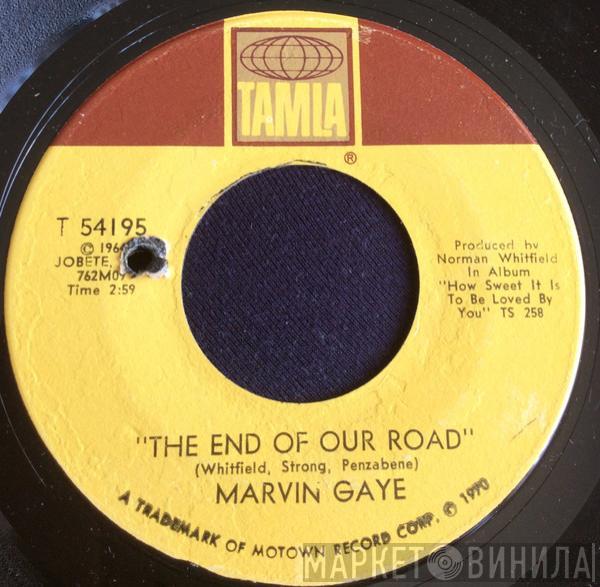 TAMLA
®
T 54195
© 196
JOBETE,
762M07
Time 2:59
Produced by
Norman Whitfield
In Album
"How Sweet It Is
To Be Loved By
You" TS 258
"THE END OF OUR ROAD"
(Whitfield, Strong, Penzabene)
MARVIN GAYE
A TRADEMARK OF MOTOWN RECORD CORP. © 1970
МАРКЕТ ВИНИЛА